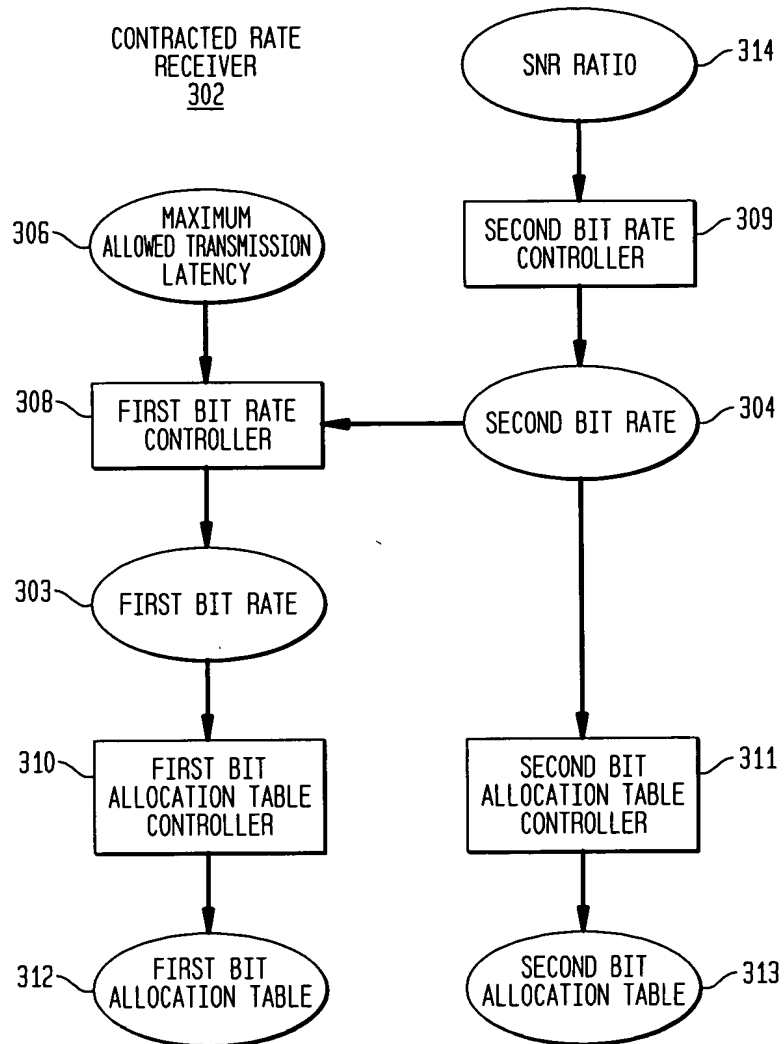 CONTRACTED RATE
RECEIVER
302
SNR RATIO
314
306
MAXIMUM
ALLOWED TRANSMISSION
LATENCY
SECOND BIT RATE
CONTROLLER
309
308
FIRST BIT RATE
CONTROLLER
SECOND BIT RATE
304
303
FIRST BIT RATE
310
FIRST BIT
ALLOCATION TABLE
CONTROLLER
SECOND BIT
ALLOCATION TABLE
CONTROLLER
311
312
FIRST BIT
ALLOCATION TABLE
SECOND BIT
ALLOCATION TABLE
313